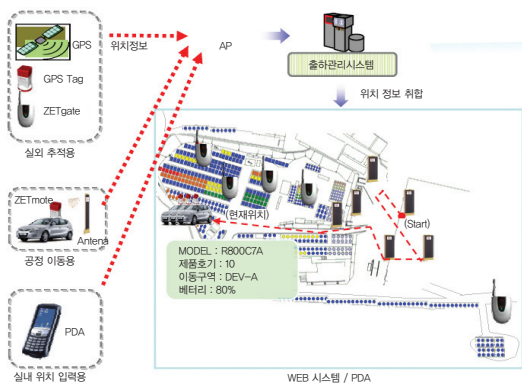 GPS
위치정보
AP
GPS Tag
출하관리시스템
ZETgate
위치 정보 취합
실외 추적용
ZETmote
(현재위치)
(Start)
Antena
MODEL : R800C7A
공정 이동용
제품호기 : 10
이동구역 : DEV-A
베터리 : 80%
PDA
실내 위치 입력용
WEB 시스템 / PDA